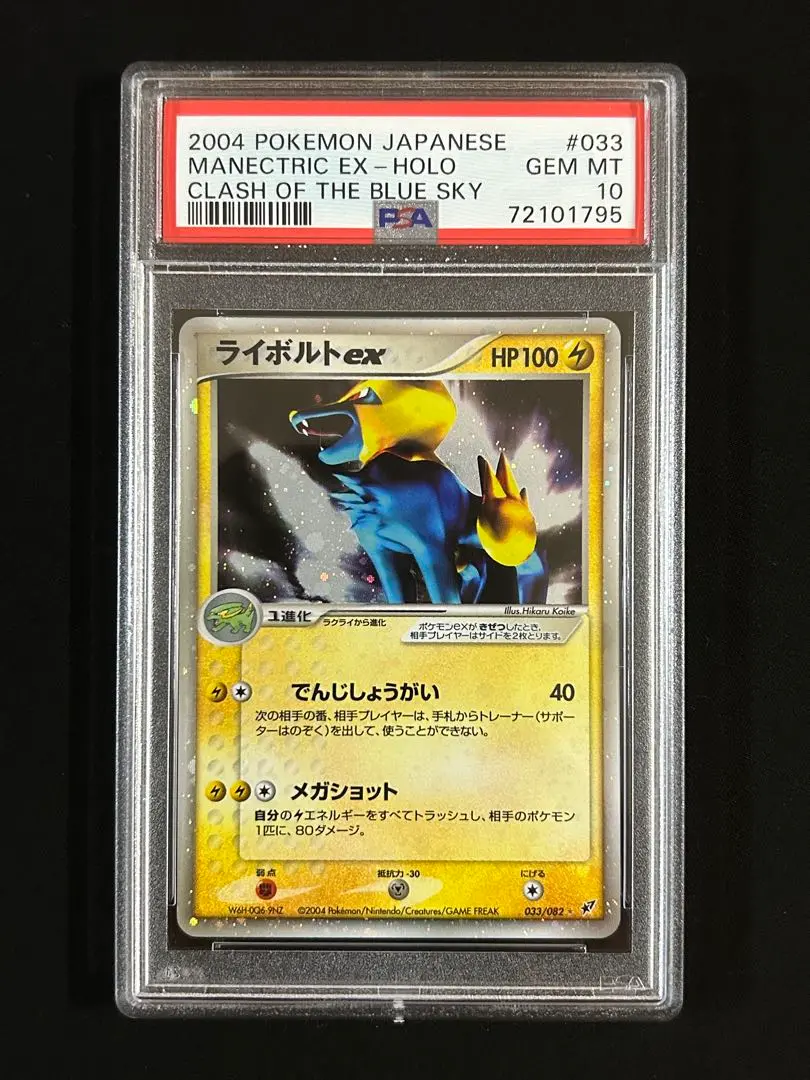 2004 POKEMON JAPANESE #033
MANECTRIC EX-HOLO GEM MT
CLASH OF THE BLUE SKY 10
PSA 72101795
ライボルトex HP100
Illus.Hikaru Koike
1進化 ラクライから進化
ポケモンexがきぜつしたとき、
相手プレイヤーはサイドを2枚とります。
でんじしょうがい 40
次の相手の番、相手プレイヤーは、手札からトレーナー(サポー
ターはのぞく)を出して、使うことができない。
メガショット
自分のエネルギーをすべてトラッシュし、相手のポケモン
1匹に、80ダメージ。
弱点 抵抗力 -30 にげる
W6H-0Q6-9NZ ©2004 Pokémon/Nintendo/Creatures/GAME FREAK 033/082
PSA